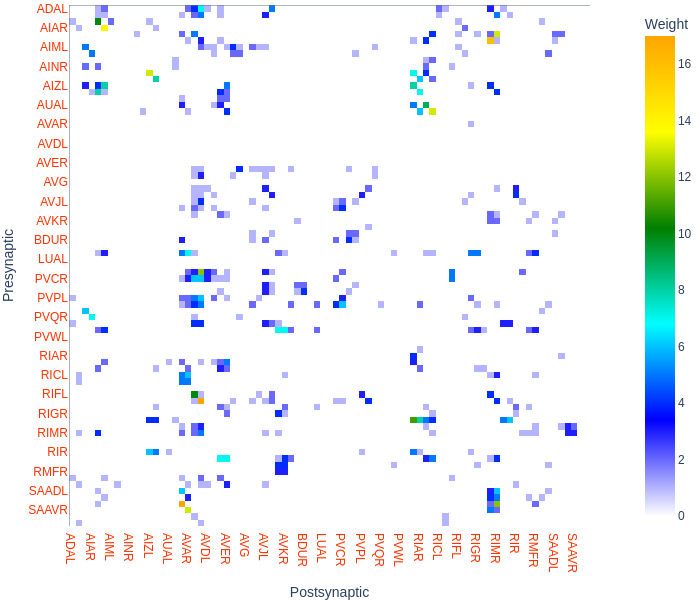 Weight
16
14
12
10
8
6
4
2
0
Presynaptic
ADAL
AIAR
AIML
AINR
AIZL
AUAL
AVAR
AVDL
AVER
AVG
AVJL
AVKR
BDUR
LUAL
PVCR
PVPL
PVQR
PVWL
RIAR
RICL
RIFL
RIGR
RIMR
RIR
RMFR
SAADL
SAAVR
ADAL
AIAR
AIML
AINR
AIZL
AUAL
AVAR
AVDL
AVER
AVG
AVJL
AVKR
BDUR
LUAL
PVCR
PVPL
PVQR
PVWL
RIAR
RICL
RIFL
RIGR
RIMR
RIR
RMFR
SAADL
SAAVR
Postsynaptic